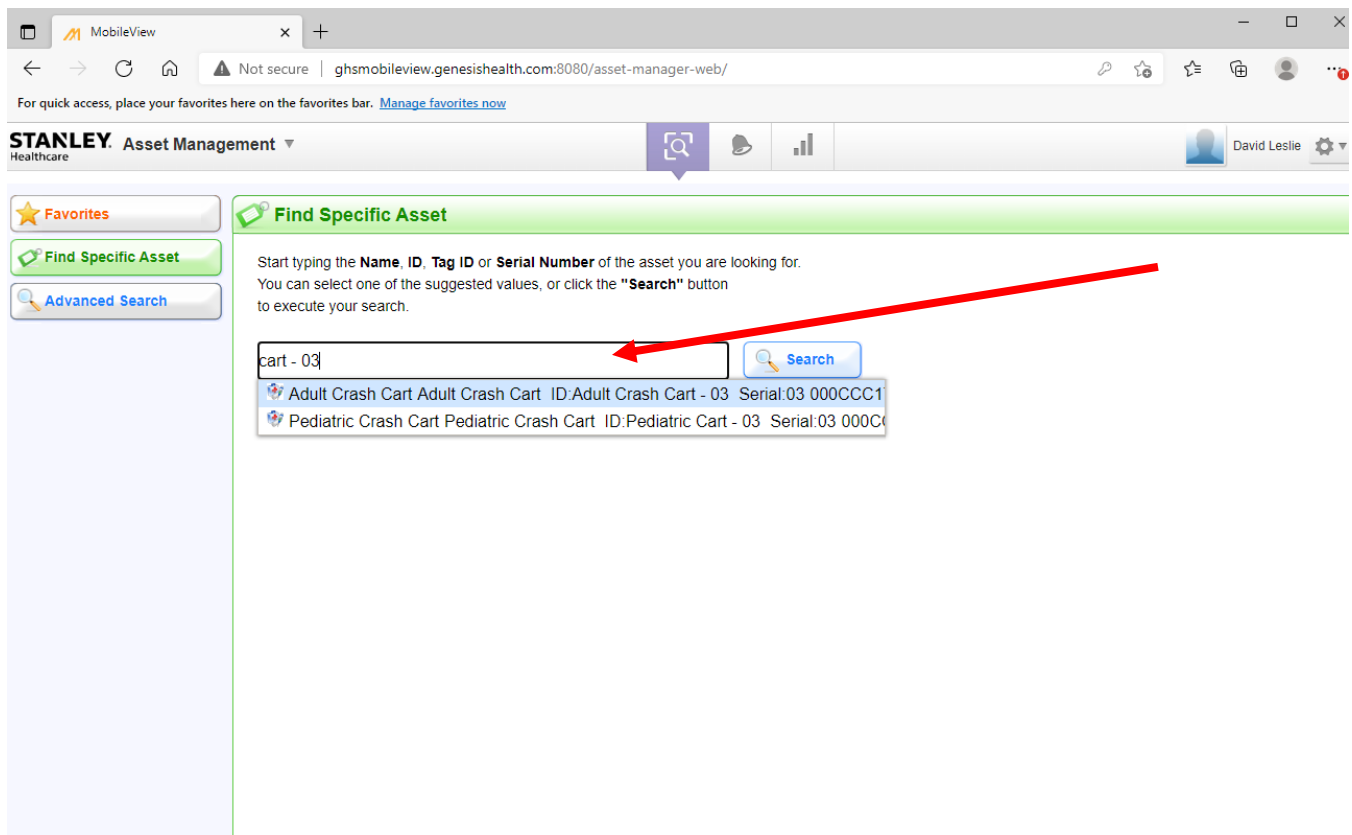 MobileView
Not secure | ghsmobileview.genesishealth.com:8080/asset-manager-web/
For quick access, place your favorites here on the favorites bar. Manage favorites now
STANLEY. Asset Management
Healthcare
David Leslie
Favorites
Find Specific Asset
Advanced Search
Find Specific Asset
Start typing the Name, ID, Tag ID or Serial Number of the asset you are looking for.
You can select one of the suggested values, or click the "Search" button
to execute your search.
cart - 03
Search
Adult Crash Cart Adult Crash Cart ID:Adult Crash Cart - 03 Serial:03 000CCC1
Pediatric Crash Cart Pediatric Crash Cart ID:Pediatric Cart - 03 Serial:03 000C